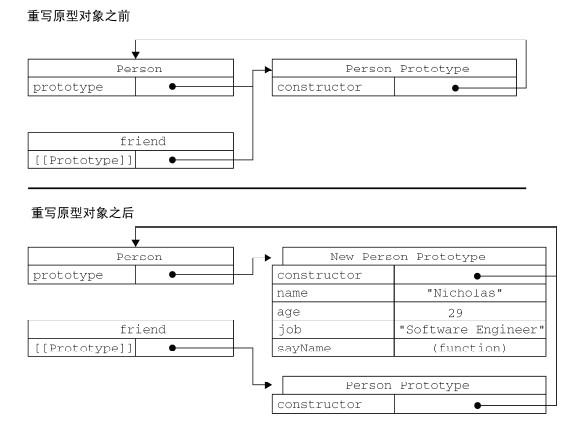 重写原型对象之前
Person
prototype
Person Prototype
constructor
friend
[[Prototype]]
重写原型对象之后
Person
prototype
New Person Prototype
constructor
name "Nicholas"
age 29
job "Software Engineer"
sayName (function)
friend
[[Prototype]]
Person Prototype
constructor